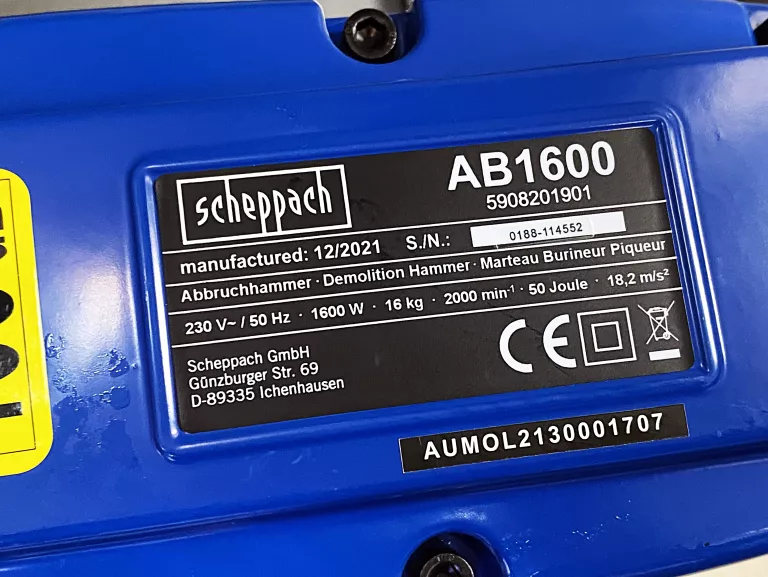 scheppach
AB1600
5908201901
manufactured: 12/2021 S./N.: 0188-114552
Abbruchhammer · Demolition Hammer · Marteau Burineur Piqueur
230 V~ / 50 Hz · 1600 W · 16 kg · 2000 min-¹ · 50 Joule · 18,2 m/s²
Scheppach GmbH
Günzburger Str. 69
D-89335 Ichenhausen
CE
AUMOL2130001707